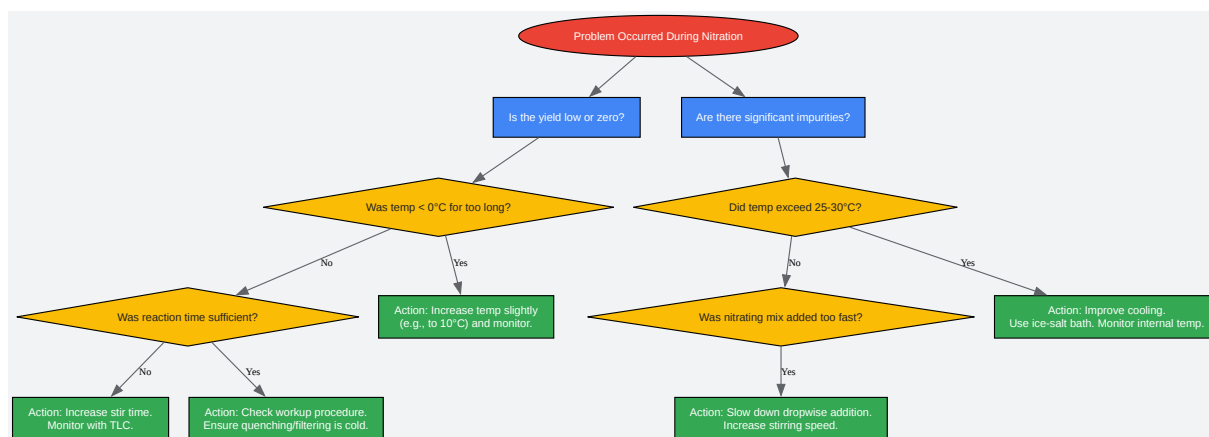 Problem Occurred During Nitration
Is the yield low or zero?
Are there significant impurities?
Was temp < 0°C for too long?
Did temp exceed 25-30°C?
No
Yes
No
Yes
Was reaction time sufficient?
Action: Increase temp slightly
(e.g., to 10°C) and monitor.
Was nitrating mix added too fast?
Action: Improve cooling.
Use ice-salt bath. Monitor internal temp.
No
Yes
Yes
Action: Increase stir time.
Monitor with TLC.
Action: Check workup procedure.
Ensure quenching/filtering is cold.
Action: Slow down dropwise addition.
Increase stirring speed.